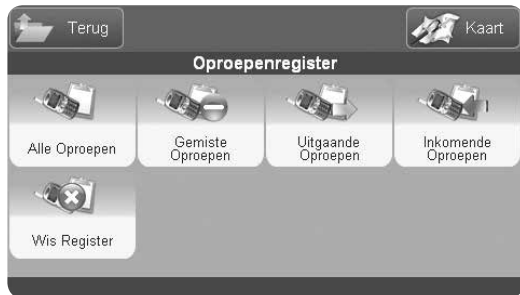 Terug
Kaart
Oproepenregister
Alle Oproepen
Gemiste
Oproepen
Uitgaande
Oproepen
Inkomende
Oproepen
Wis Register